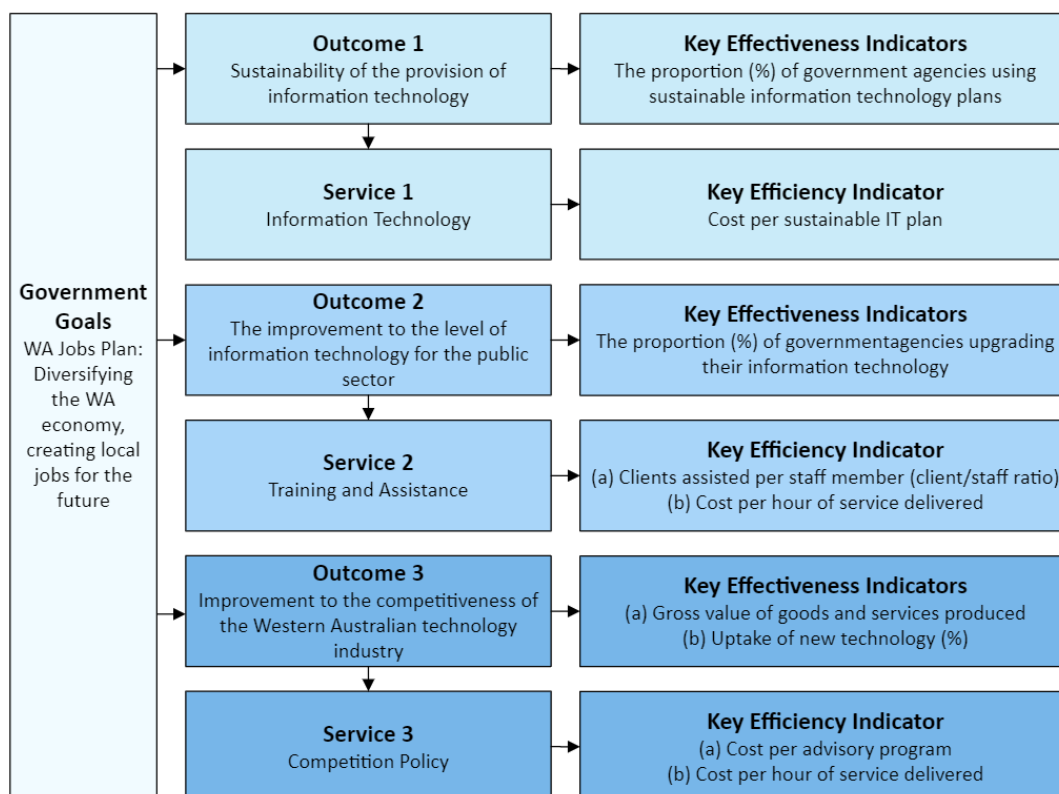 Government
Goals
WA Jobs Plan:
Diversifying
the WA
economy,
creating local
jobs for the
future
Outcome 1
Sustainability of the provision of
information technology
Key Effectiveness Indicators
The proportion (%) of government agencies using
sustainable information technology plans
Service 1
Information Technology
Key Efficiency Indicator
Cost per sustainable IT plan
Outcome 2
The improvement to the level of
information technology for the public
sector
Key Effectiveness Indicators
The proportion (%) of governmentagencies upgrading
their information technology
Service 2
Training and Assistance
Key Efficiency Indicator
(a) Clients assisted per staff member (client/staff ratio)
(b) Cost per hour of service delivered
Outcome 3
Improvement to the competitiveness of
the Western Australian technology
industry
Key Effectiveness Indicators
(a) Gross value of goods and services produced
(b) Uptake of new technology (%)
Service 3
Competition Policy
Key Efficiency Indicator
(a) Cost per advisory program
(b) Cost per hour of service delivered